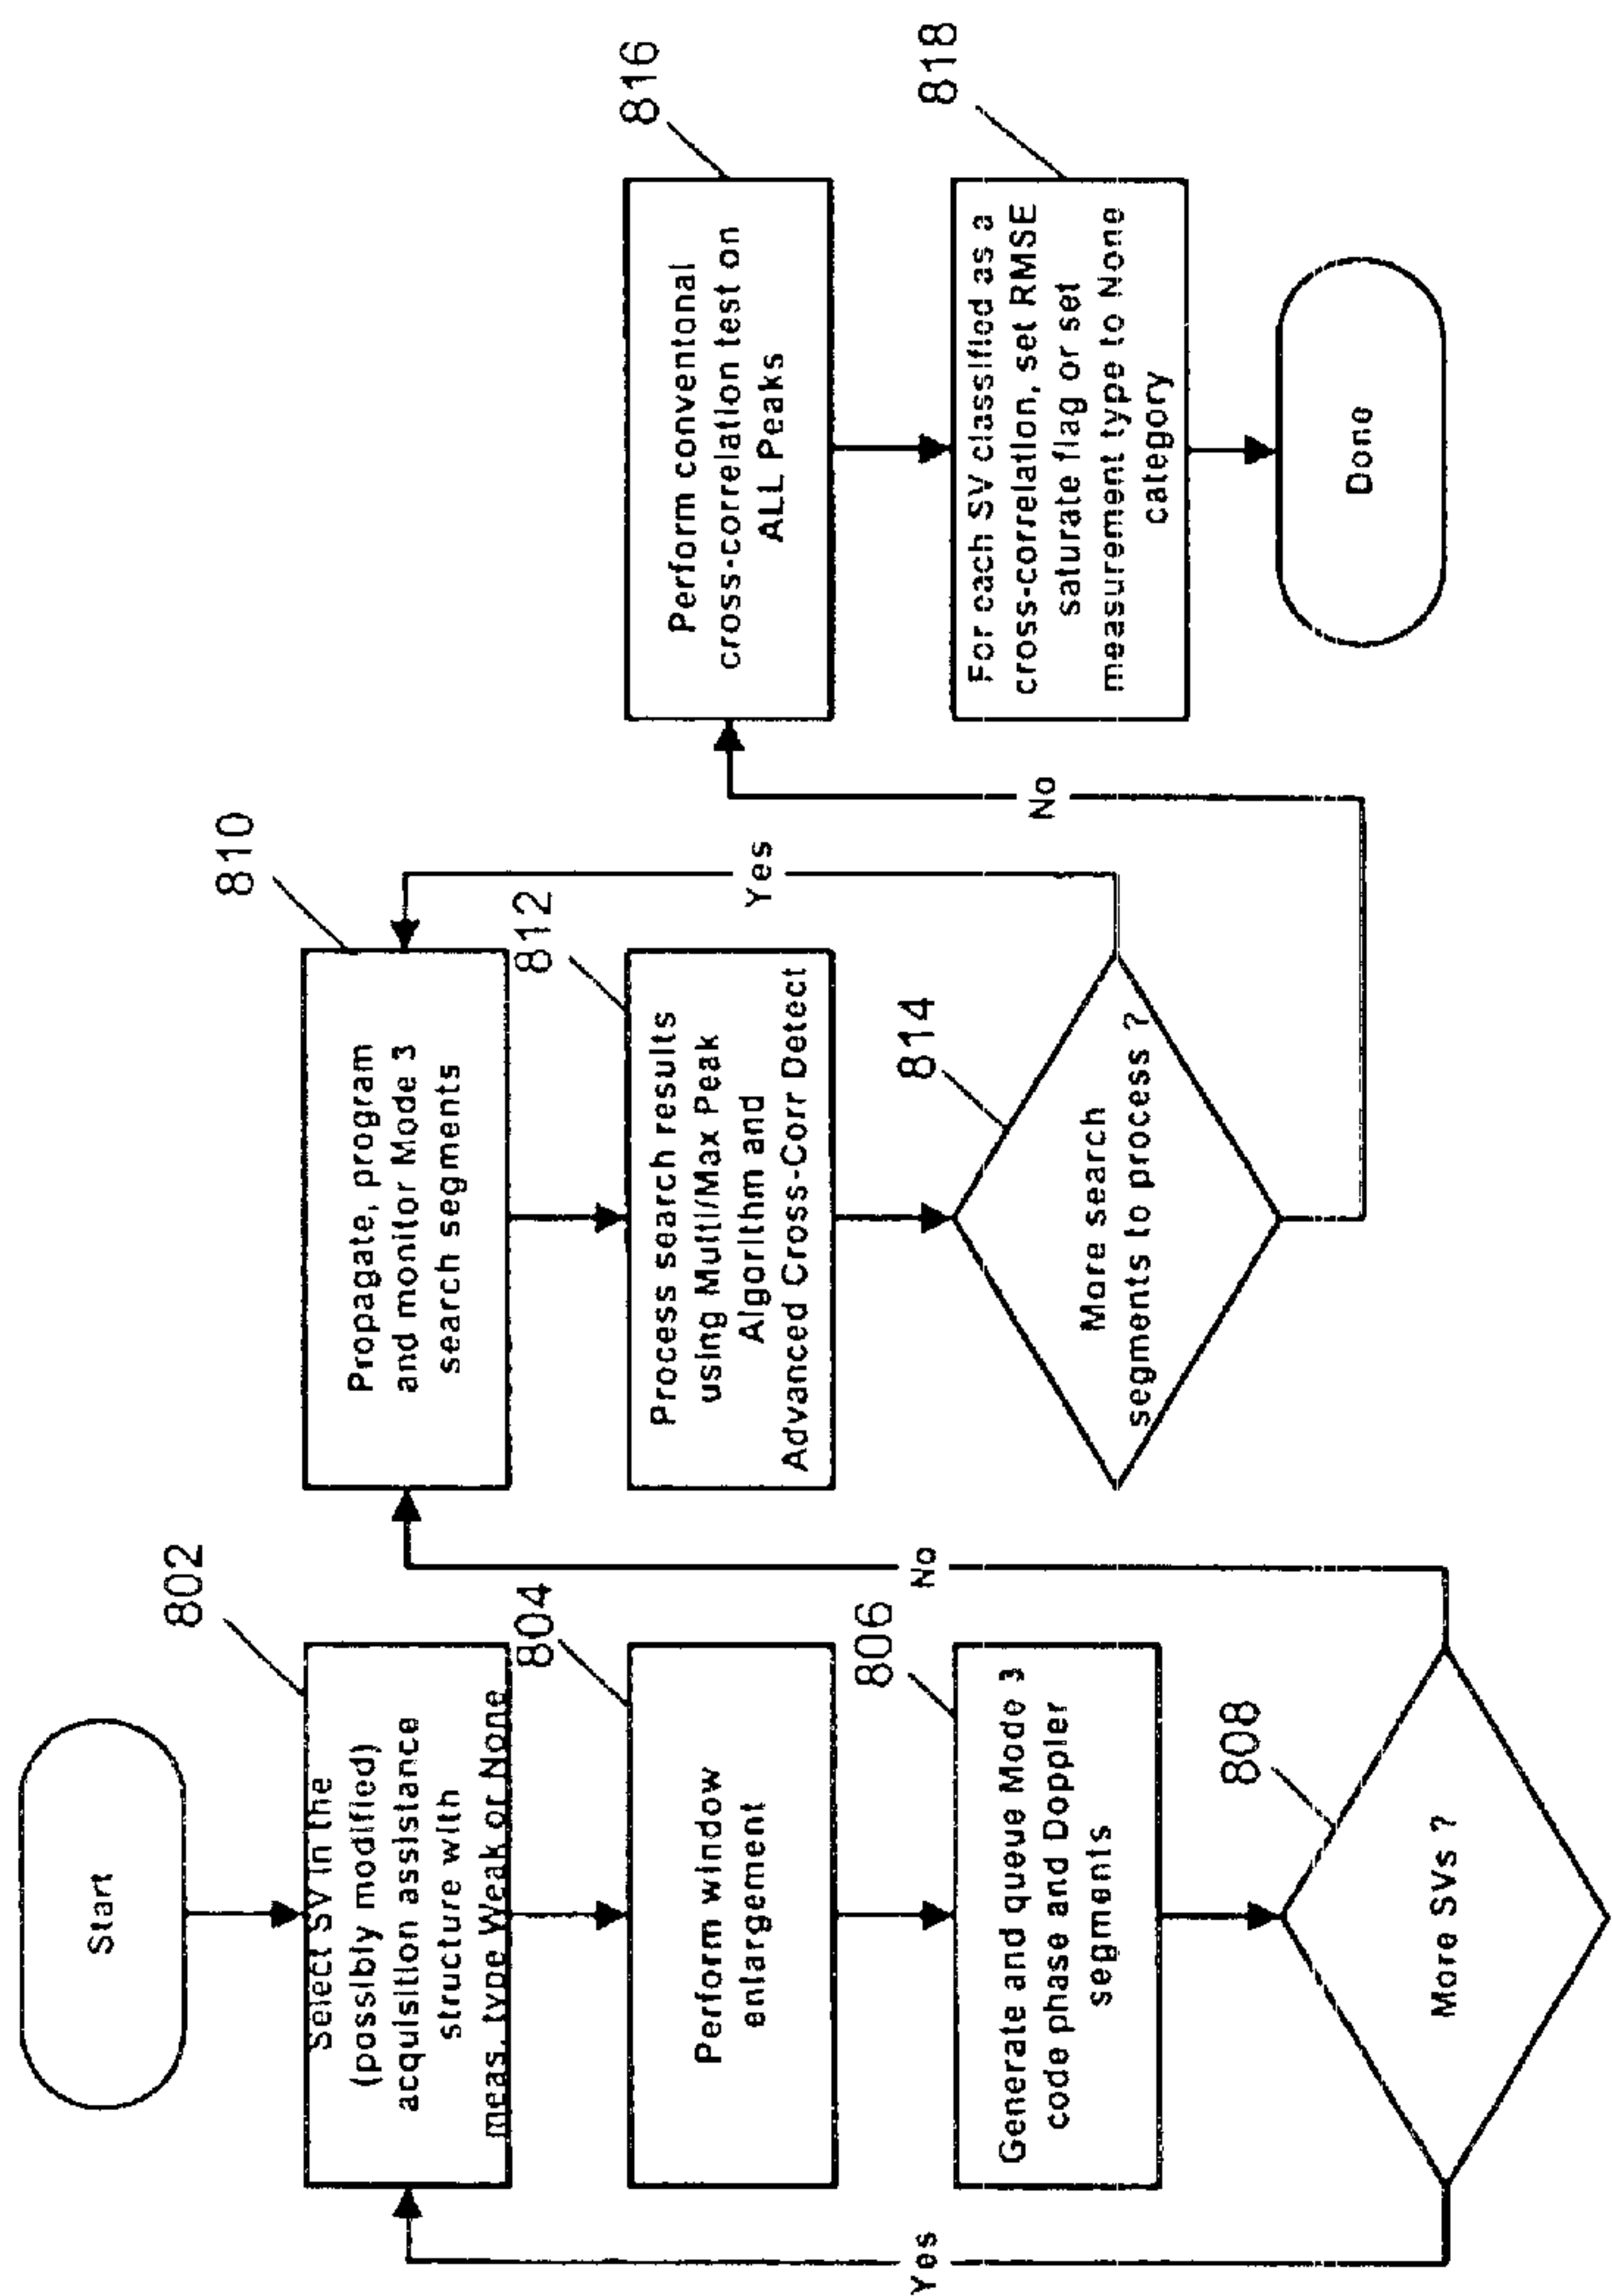 Start
802
Select SV in the
(possibly modified)
acquisition assistance
structure with
meas. type Weak or None
804
Perform window
enlargement
806
Generate and queue Mode 3
code phase and Doppler
segments
808
More SVs ?
Yes
No
810
Propagate, program
and monitor Mode 3
search segments
812
Process search results
using Multi/Max Peak
Algorithm and
Advanced Cross-Corr Detect
814
More search
segments to process ?
Yes
No
816
Perform conventonal
cross-correlation test on
ALL Peaks
818
For each SV classified as a
cross-correlation, set RMSE
saturate flag or set
measurement type to None
category
Done